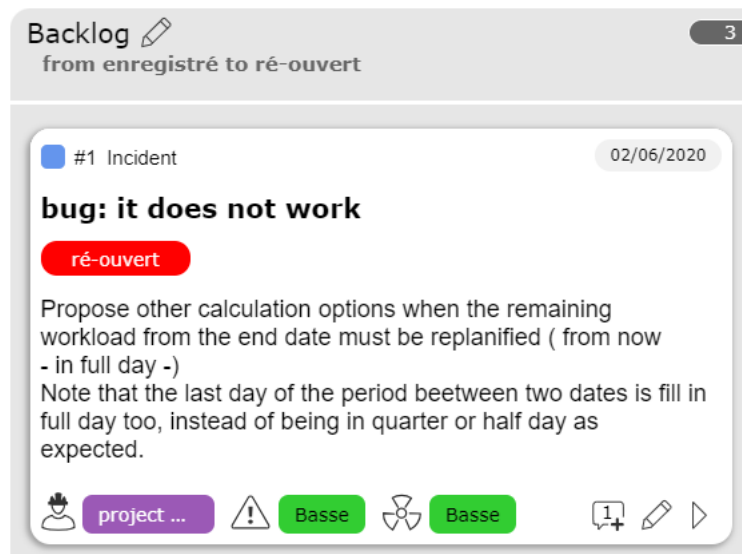 Backlog
3
from enregistré to ré-ouvert
#1 Incident
02/06/2020
bug: it does not work
ré-ouvert
Propose other calculation options when the remaining
workload from the end date must be replanified ( from now
- in full day -)
Note that the last day of the period beetween two dates is fill in
full day too, instead of being in quarter or half day as
expected.
project ... Basse Basse 1